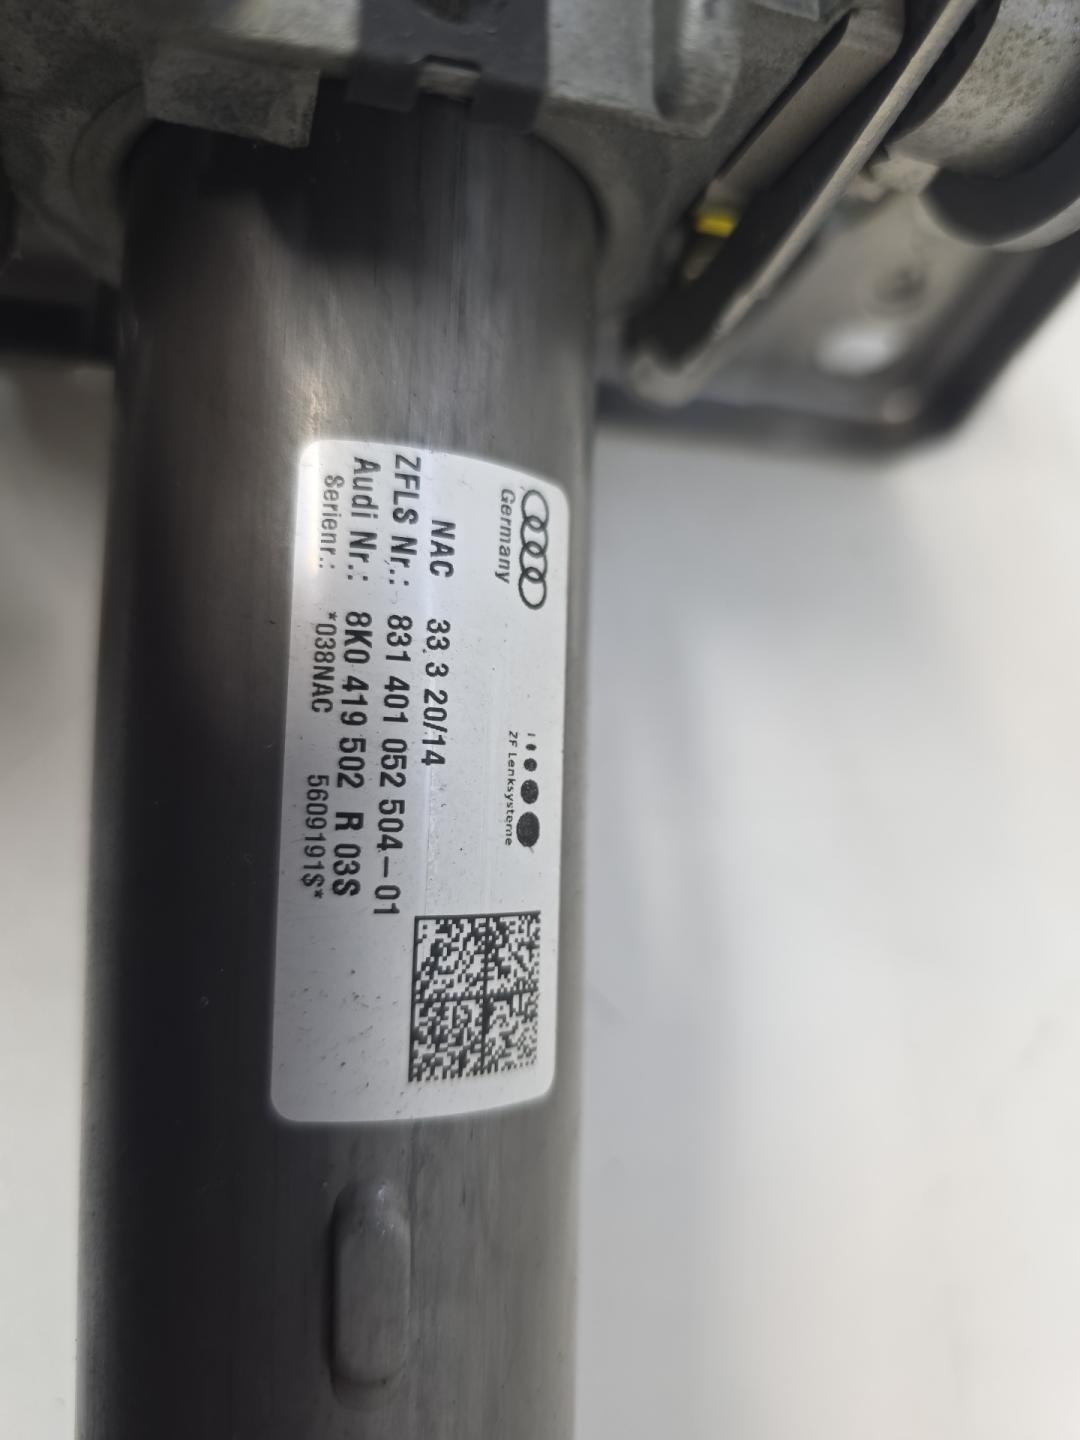 Germany
ZF Lenksysteme
NAC 33 3 20/14
ZFLS Nr.: 831 401 052 504-01
Audi Nr.: 8K0 419 502 R 03S
Serienr.: *038NAC 5609191$*